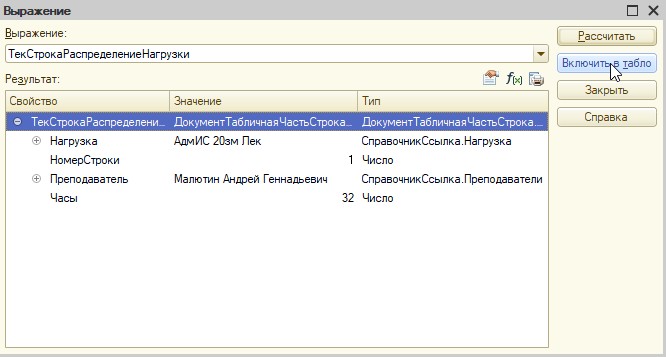 Выражение
Выражение:
ТекСтрокаРаспределениеНагрузки
Рассчитать
Включить в табло
Результат:
f(x)
Закрыть
Справка
Свойство Значение Тип
ТекСтрокаРаспределени... ДокументТабличнаяЧастьСтрока... ДокументТабличнаяЧастьСтрока....
Нагрузка АдмИС 20зм Лек СправочникСсылка.Нагрузка
НомерСтроки 1 Число
Преподаватель Малютин Андрей Геннадьевич СправочникСсылка.Преподаватели
Часы 32 Число